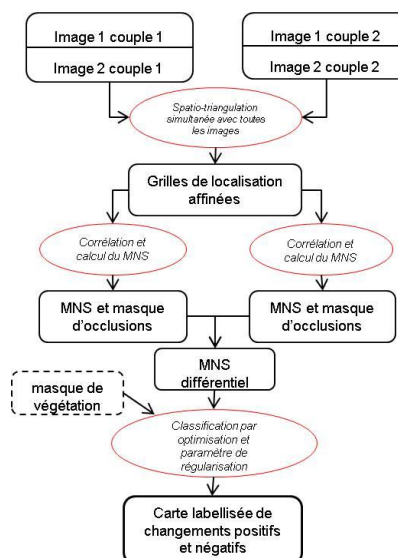 Image 1 couple 1
Image 2 couple 1
Image 1 couple 2
Image 2 couple 2
Spatio-triangulation
simultanée avec toutes
les images
Grilles de localisation
affinées
Corrélation et
calcul du MNS
Corrélation et
calcul du MNS
MNS et masque
d'occlusions
MNS et masque
d'occlusions
MNS
différentiel
masque de
végétation
Classification par
optimisation et
paramètre de
régularisation
Carte labellisée de
changements positifs
et négatifs